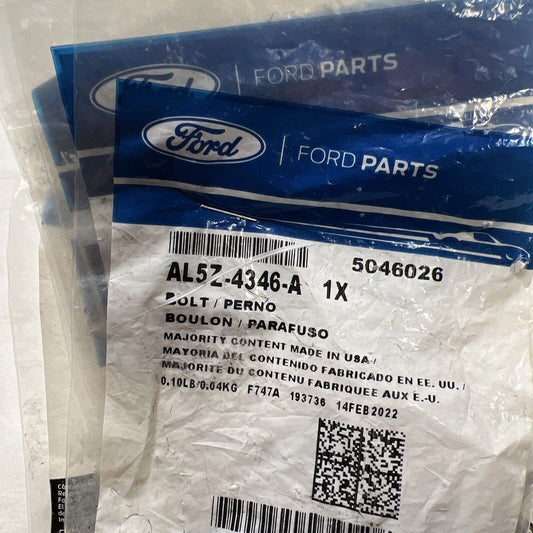 Ford | FORD PARTS
Ford | FORD PARTS
5046026
AL5Z-4346-A 1X
BOLT / PERNO
BOULON / PARAFUSO
MAJORITY CONTENT MADE IN USA /
MAYORIA DEL CONTENIDO FABRICADO EN EE. UU. /
MAJORITE DU CONTENU FABRIQUEE AUX E.-U.
0.10LB/0.04KG F747A 193736 14FEB2022